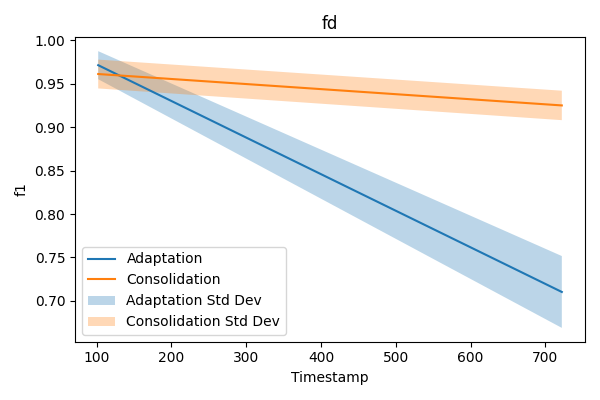 fd
1.00
0.95
0.90
0.85
0.80
0.75
0.70
f1
Adaptation
Consolidation
Adaptation Std Dev
Consolidation Std Dev
100 200 300 400 500 600 700
Timestamp